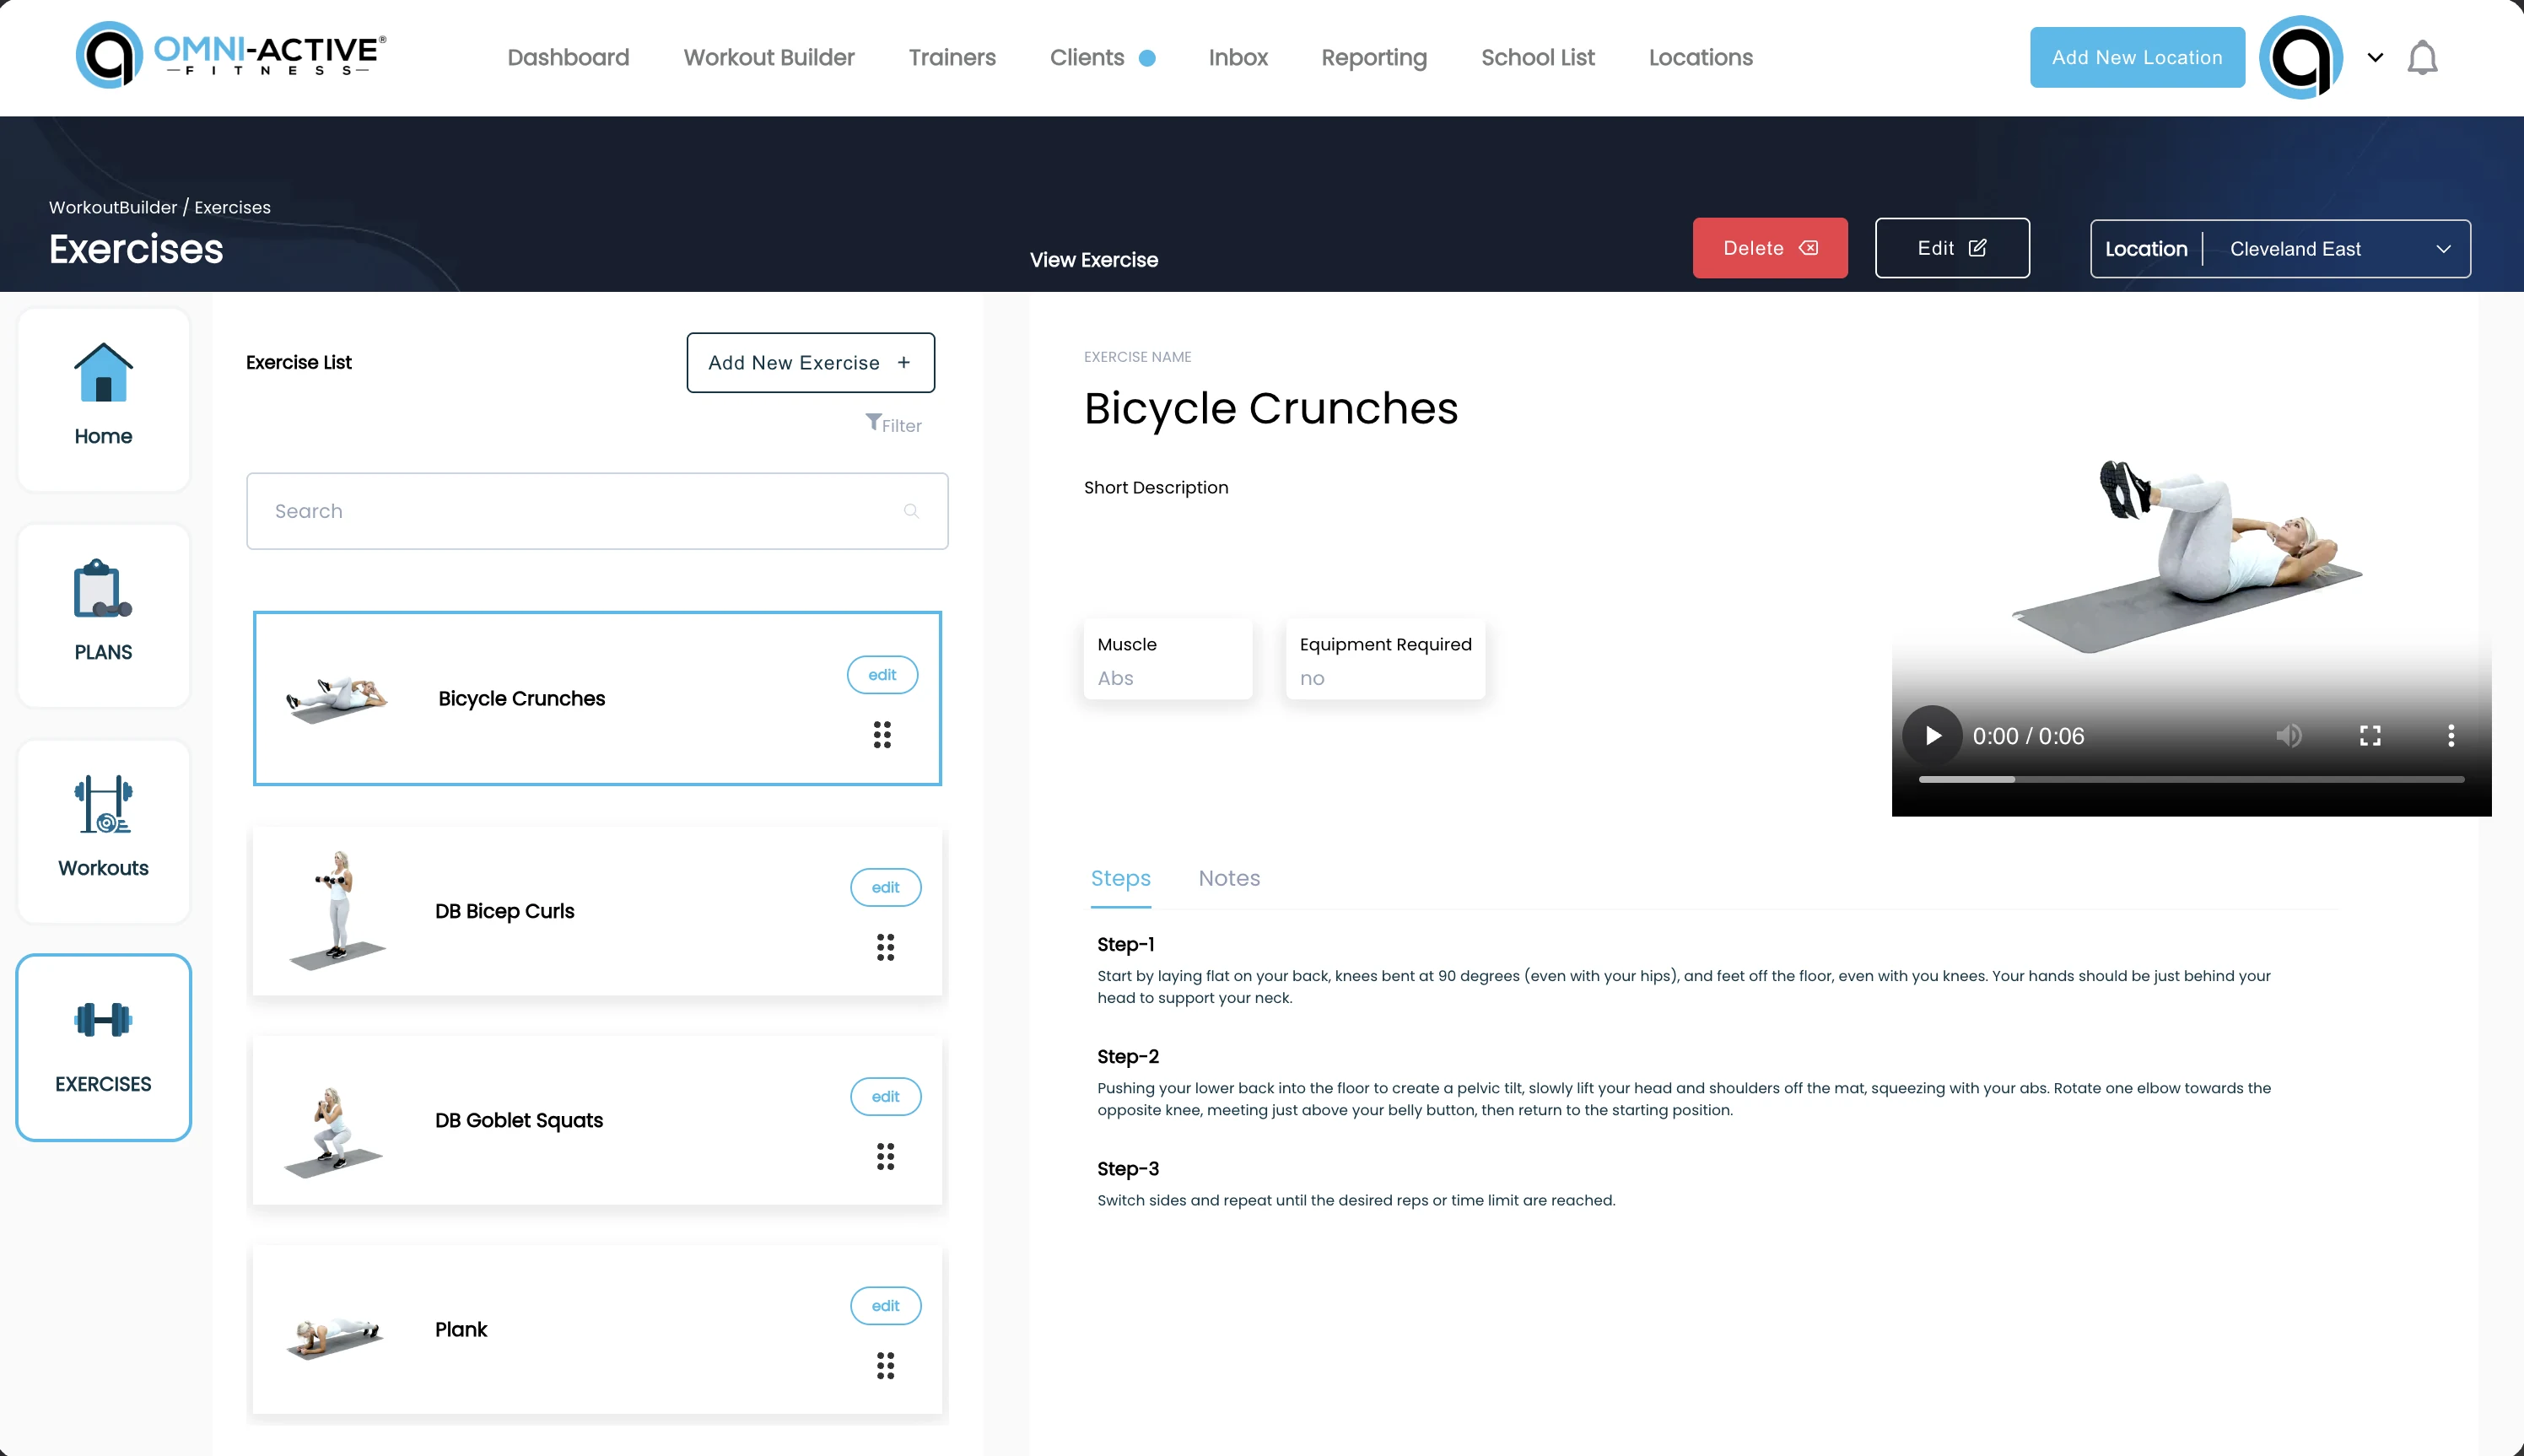 OMNI-ACTIVE®
FITNESS
Dashboard
Workout Builder
Trainers
Clients
Inbox
Reporting
School List
Locations
Add New Location
WorkoutBuilder / Exercises
Exercises
View Exercise
Delete
Edit
Location
Cleveland East
Home
PLANS
Workouts
EXERCISES
Exercise List
Add New Exercise +
Filter
Search
Bicycle Crunches
edit
DB Bicep Curls
edit
DB Goblet Squats
edit
Plank
edit
EXERCISE NAME
Bicycle Crunches
Short Description
Muscle
Abs
Equipment Required
no
0:00 / 0:06
Steps
Notes
Step-1
Start by laying flat on your back, knees bent at 90 degrees (even with your hips), and feet off the floor, even with you knees. Your hands should be just behind your
head to support your neck.
Step-2
Pushing your lower back into the floor to create a pelvic tilt, slowly lift your head and shoulders off the mat, squeezing with your abs. Rotate one elbow towards the
opposite knee, meeting just above your belly button, then return to the starting position.
Step-3
Switch sides and repeat until the desired reps or time limit are reached.